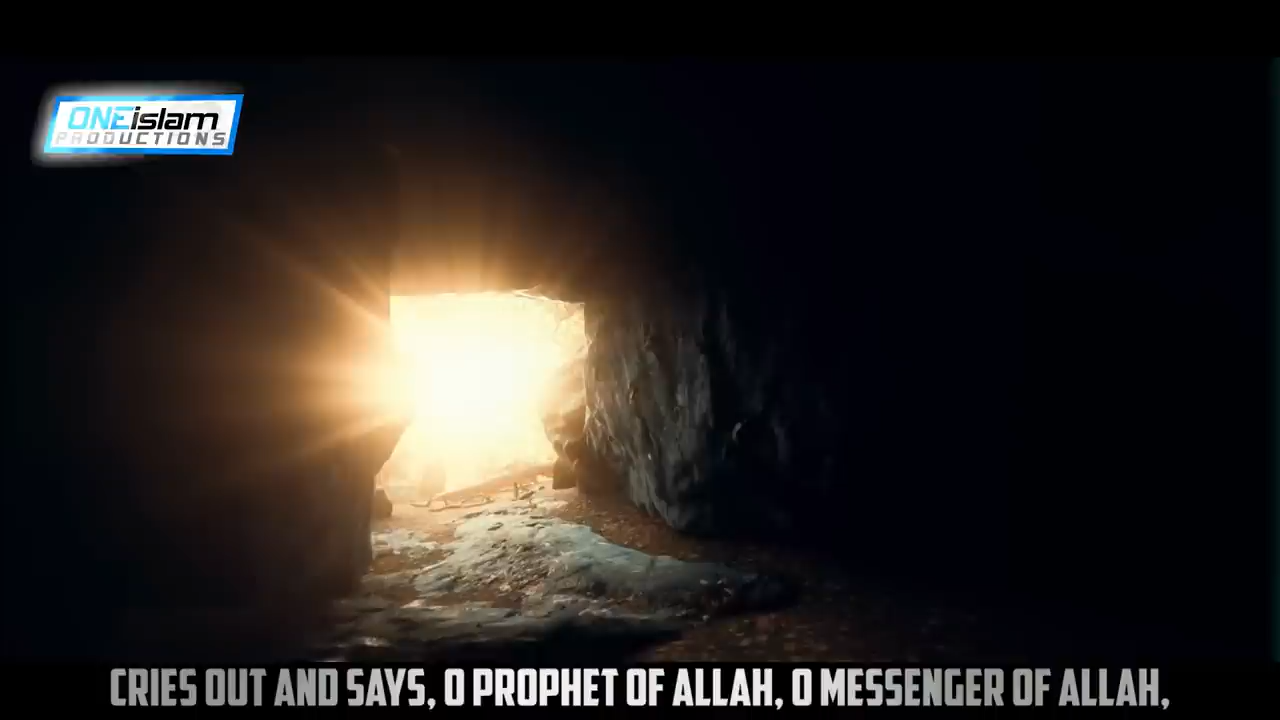 ONEislam
PRODUCTIONS
CRIES OUT AND SAYS, O PROPHET OF ALLAH, O MESSENGER OF ALLAH,